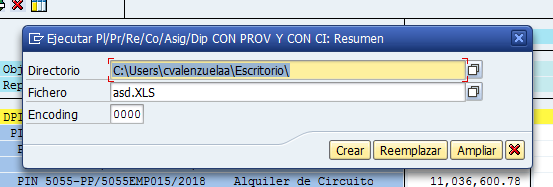 Ejecutar Pl/Pr/Re/Co/Asig/Dip CON PROV Y CON CI: Resumen
Directorio C:\Users\cvalenzuelaa\Escritorio\
Fichero asd.XLS
Encoding 0000
Obj
Rep
DPI
PI
P
P
Crear Reemplazar Ampliar
PIN 5055-PP/5055EMP015/2018 Alquiler de Circuito 11,036,600.78